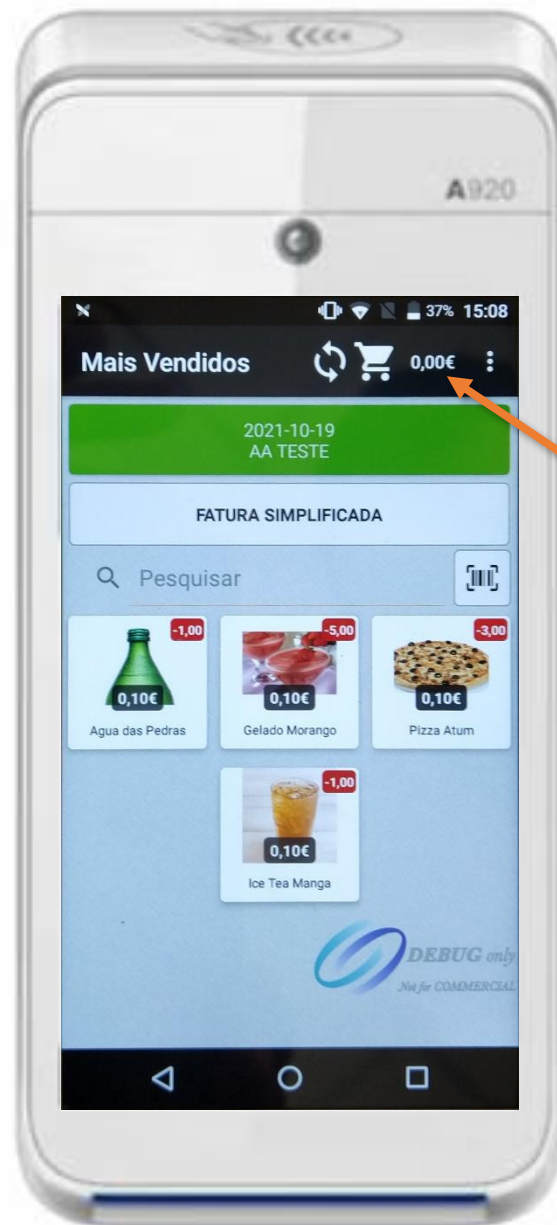 A920
37% 15:08
Mais Vendidos 0,00€
2021-10-19
AA TESTE
FATURA SIMPLIFICADA
Pesquisar
-1,00 -5,00 -3,00
0,10€ 0,10€ 0,10€
Agua das Pedras Gelado Morango Pizza Atum
-1,00
0,10€
Ice Tea Manga
DEBUG only
Not for COMMERCIAL